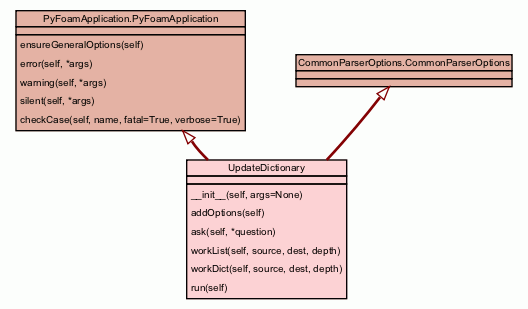 PyFoamApplication.PyFoamApplication
ensureGeneralOptions(self)
error(self, *args)
warning(self, *args)
silent(self, *args)
checkCase(self, name, fatal=True, verbose=True)
CommonParserOptions.CommonParserOptions
UpdateDictionary
__init__(self, args=None)
addOptions(self)
ask(self, *question)
workList(self, source, dest, depth)
workDict(self, source, dest, depth)
run(self)